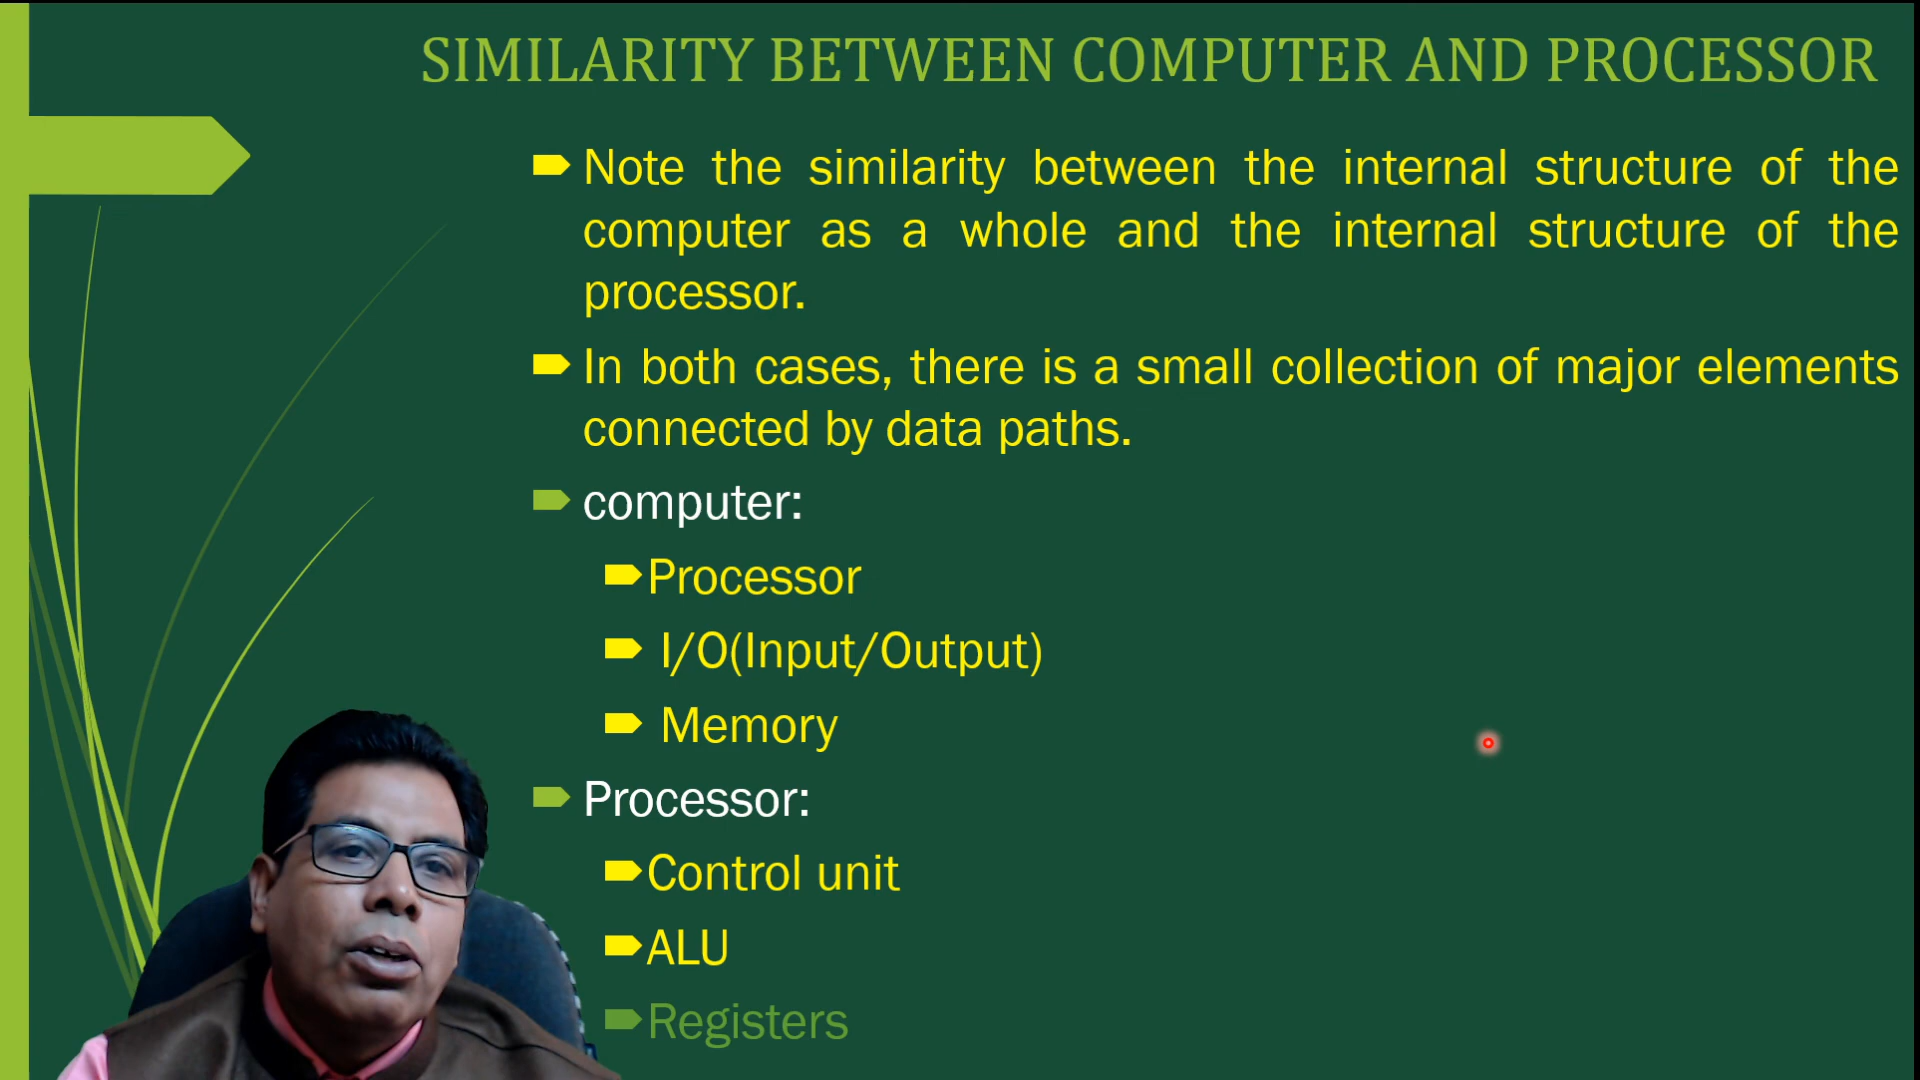 SIMILARITY BETWEEN COMPUTER AND PROCESSOR
Note the similarity between the internal structure of the
computer as a whole and the internal structure of the
processor.
In both cases, there is a small collection of major elements
connected by data paths.
computer:
Processor
I/O(Input/Output)
Memory
Processor:
Control unit
ALU
Registers